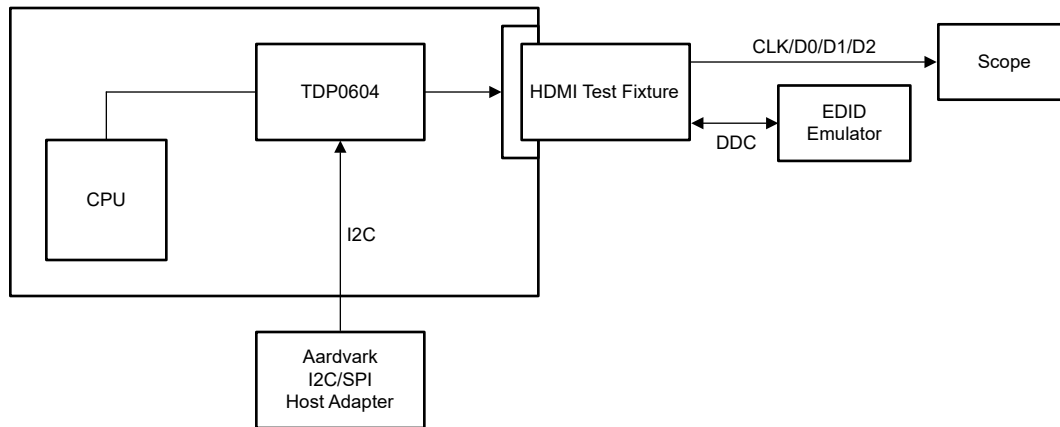 CLK/D0/D1/D2
Scope
TDP0604
HDMI Test Fixture
EDID
Emulator
DDC
CPU
I2C
Aardvark
I2C/SPI
Host Adapter